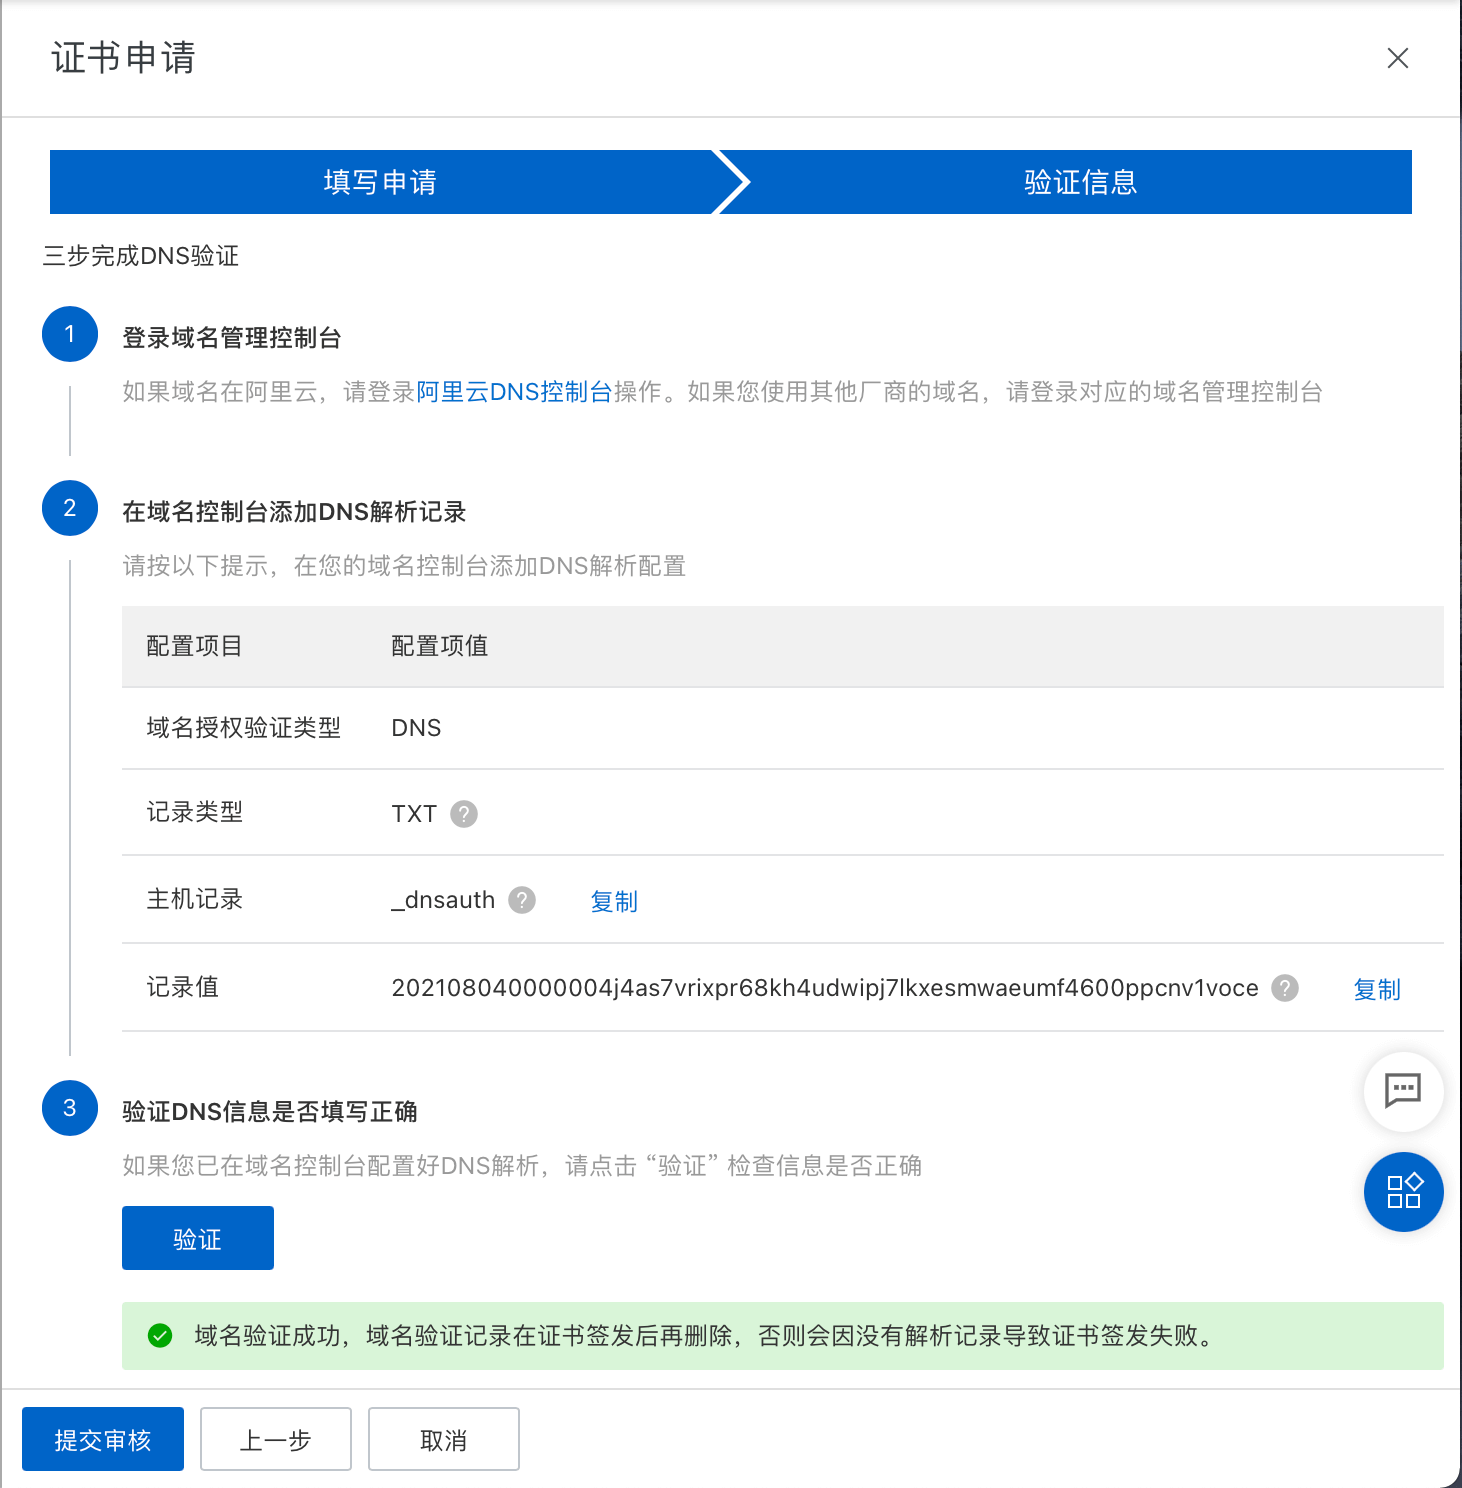 证书申请
填写申请
验证信息
三步完成DNS验证
1
登录域名管理控制台
如果域名在阿里云，请登录阿里云DNS控制台操作。如果您使用其他厂商的域名，请登录对应的域名管理控制台
2
在域名控制台添加DNS解析记录
请按以下提示，在您的域名控制台添加DNS解析配置
配置项目 配置项值
域名授权验证类型 DNS
记录类型 TXT ?
主机记录 _dnsauth ? 复制
记录值 202108040000004j4as7vrixpr68kh4udwipj7lkxesmwaeumf4600ppcnv1voce ? 复制
3
验证DNS信息是否填写正确
如果您已在域名控制台配置好DNS解析，请点击 “验证” 检查信息是否正确
验证
域名验证成功，域名验证记录在证书签发后再删除，否则会因没有解析记录导致证书签发失败。
提交审核 上一步 取消